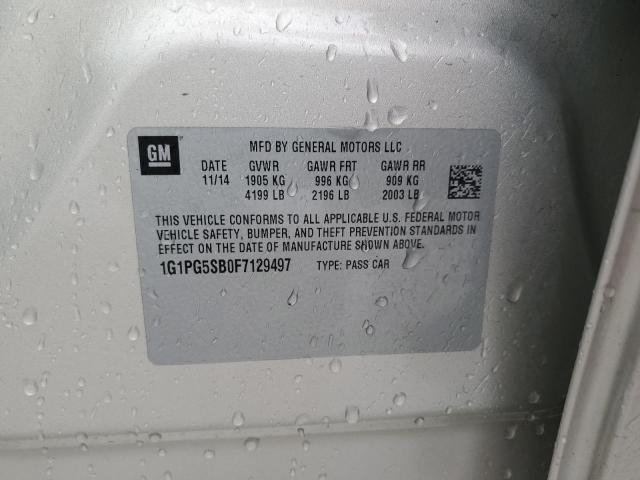 GM
MFD BY GENERAL MOTORS LLC
DATE GVWR GAWR FRT GAWR RR
11/14 1905 KG 996 KG 909 KG
4199 LB 2196 LB 2003 LB
THIS VEHICLE CONFORMS TO ALL APPLICABLE U.S. FEDERAL MOTOR
VEHICLE SAFETY, BUMPER, AND THEFT PREVENTION STANDARDS IN
EFFECT ON THE DATE OF MANUFACTURE SHOWN ABOVE.
1G1PG5SB0F7129497 TYPE: PASS CAR